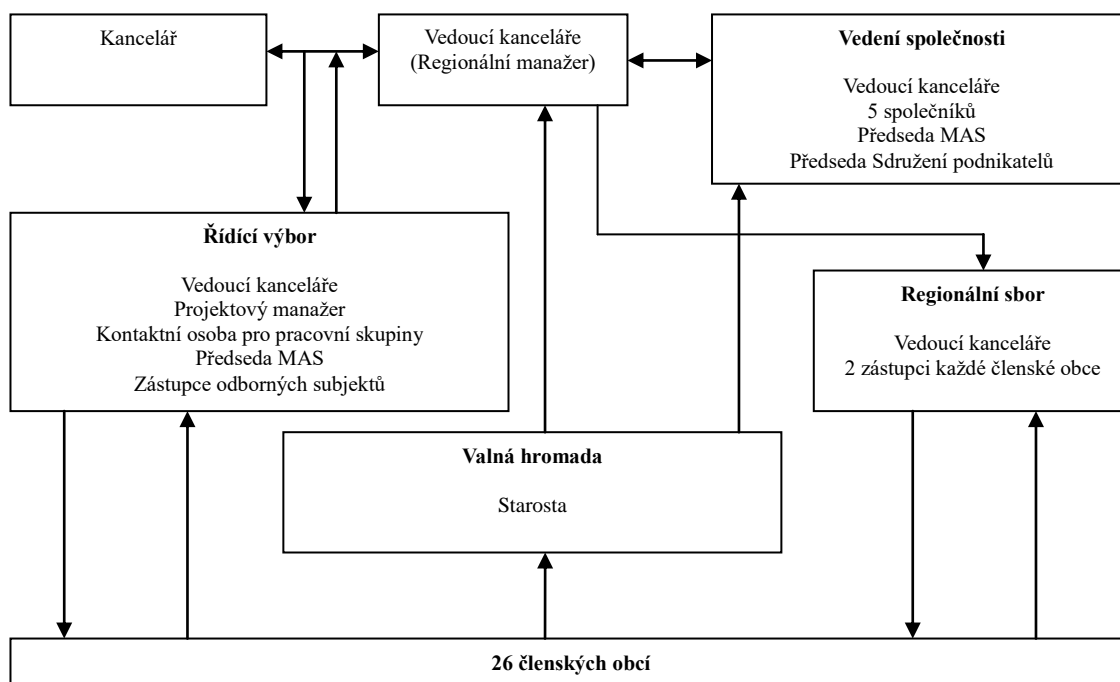 Kancelář
Vedoucí kanceláře
(Regionální manažer)
Vedení společnosti
Vedoucí kanceláře
5 společníků
Předseda MAS
Předseda Sdružení podnikatelů
Řídící výbor
Vedoucí kanceláře
Projektový manažer
Kontaktní osoba pro pracovní skupiny
Předseda MAS
Zástupce odborných subjektů
Regionální sbor
Vedoucí kanceláře
2 zástupci každé členské obce
Valná hromada
Starosta
26 členských obcí